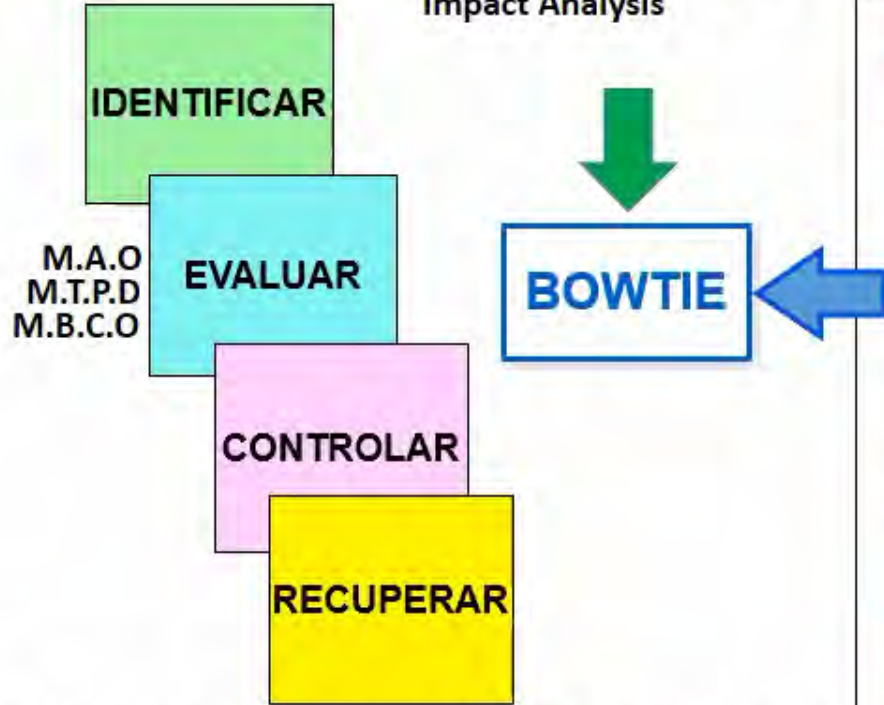 Impact Analysis
IDENTIFICAR
M.A.O
M.T.P.D
M.B.C.O
EVALUAR
BOWTIE
CONTROLAR
RECUPERAR